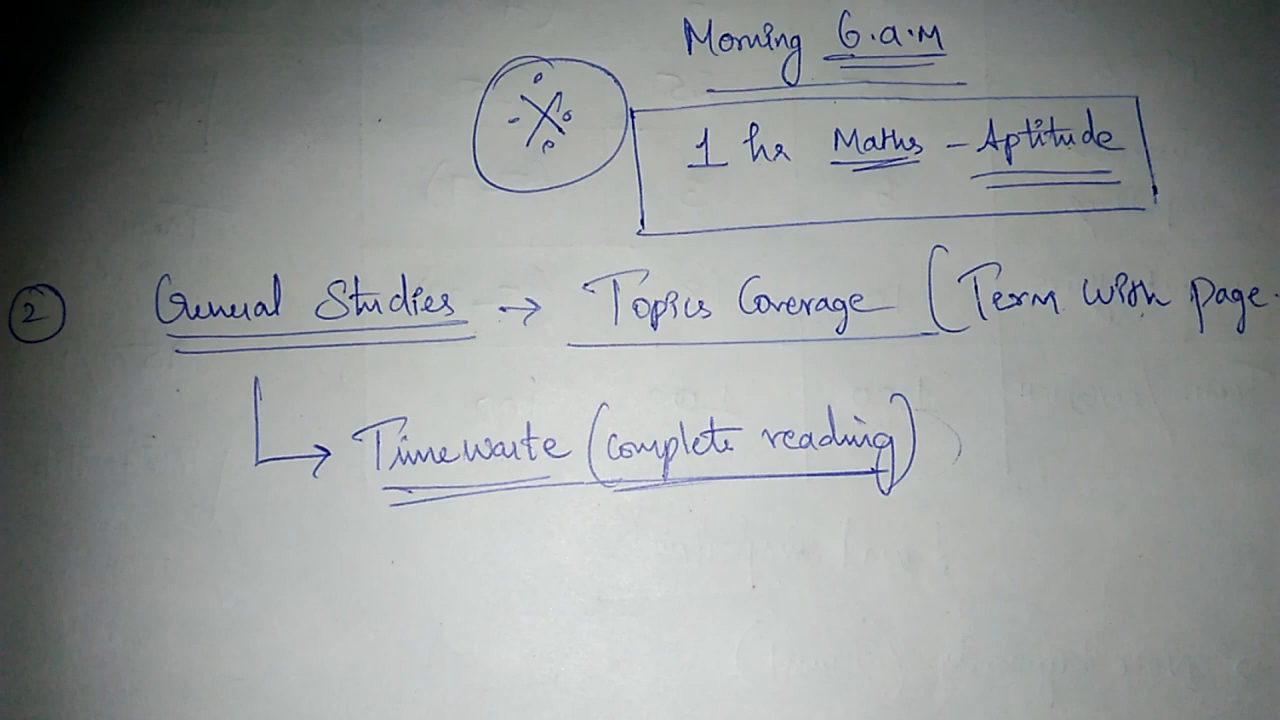 Morning 6.a.m
1 hr Maths - Aptitude
2 General Studies → Topics Coverage (Term with page.
Timewaste (complete reading)